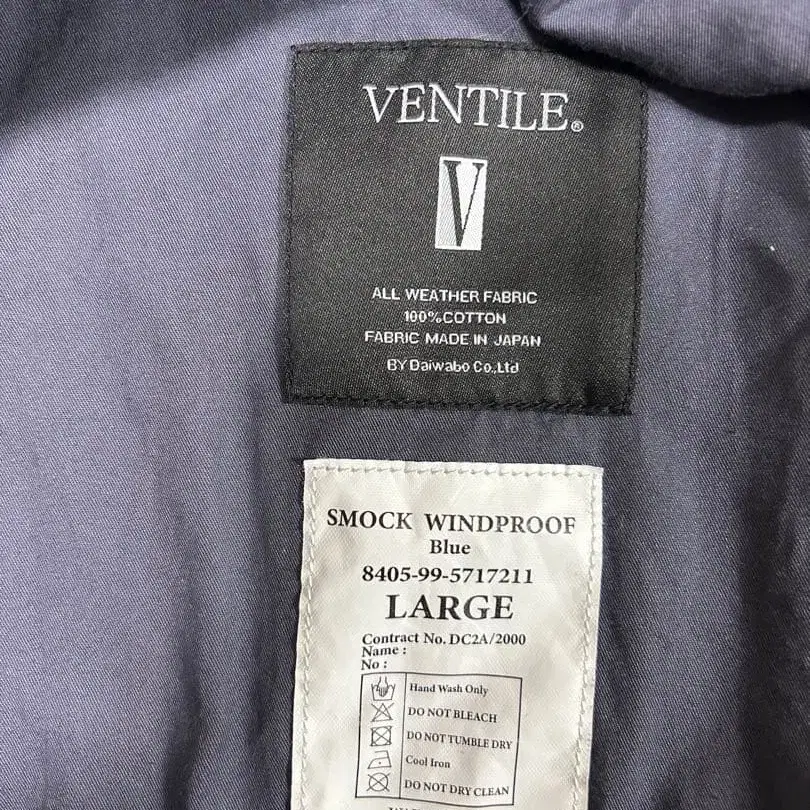 VENTILE®
V
ALL WEATHER FABRIC
100%COTTON
FABRIC MADE IN JAPAN
BY Daiwabo Co.,Ltd
SMOCK WINDPROOF
Blue
8405-99-5717211
LARGE
Contract No. DC2A/2000
Name :
No :
Hand Wash Only
DO NOT BLEACH
DO NOT TUMBLE DRY
Cool Iron
DO NOT DRY CLEAN